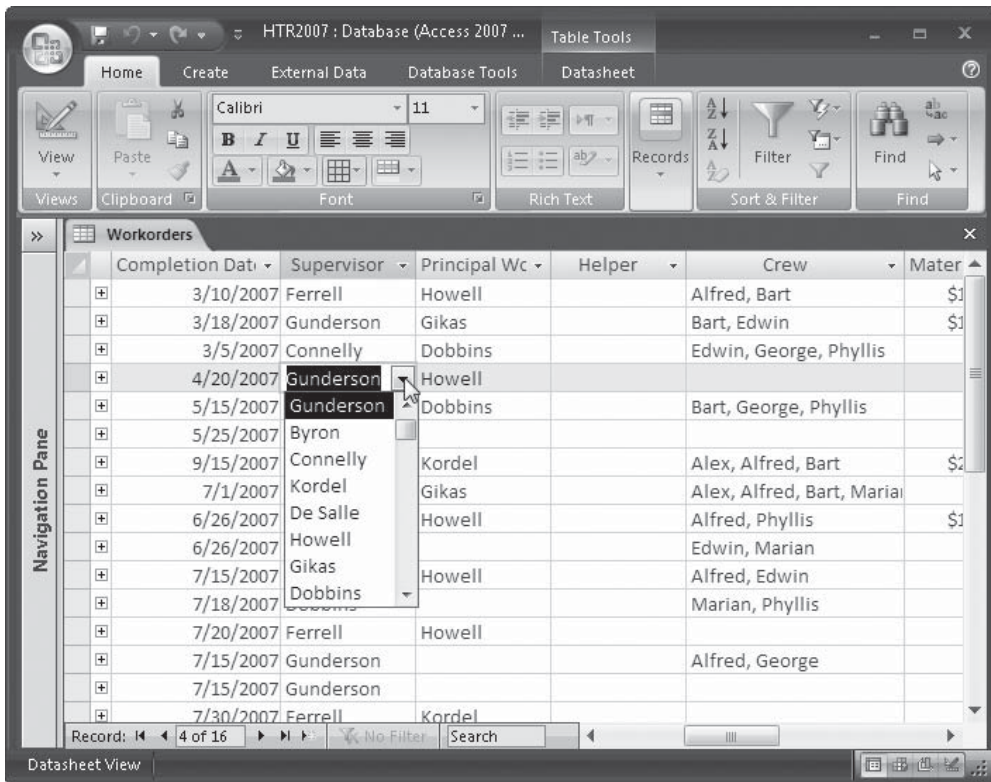 HTR2007 : Database (Access 2007 ...
Table Tools
Home Create External Data Database Tools Datasheet
Calibri 11
B I U
A
View Paste Records Filter Find
Views Clipboard Font Rich Text Sort & Filter Find
Workorders
Navigation Pane
Completion Dat Supervisor Principal Wc Helper Crew Mater
3/10/2007 Ferrell Howell Alfred, Bart $1
3/18/2007 Gunderson Gikas Bart, Edwin $1
3/5/2007 Connelly Dobbins Edwin, George, Phyllis
4/20/2007 Gunderson Howell
5/15/2007 Gunderson Dobbins Bart, George, Phyllis
5/25/2007 Byron
9/15/2007 Connelly Kordel Alex, Alfred, Bart $2
7/1/2007 Kordel Gikas Alex, Alfred, Bart, Maria
6/26/2007 De Salle Howell Alfred, Phyllis $1
6/26/2007 Howell Edwin, Marian
7/15/2007 Gikas Howell Alfred, Edwin
7/18/2007 Dobbins Marian, Phyllis
7/20/2007 Ferrell Howell
7/15/2007 Gunderson Alfred, George
7/15/2007 Gunderson
7/30/2007 Ferrell Kordel
Record: 4 of 16 No Filter Search
Datasheet View